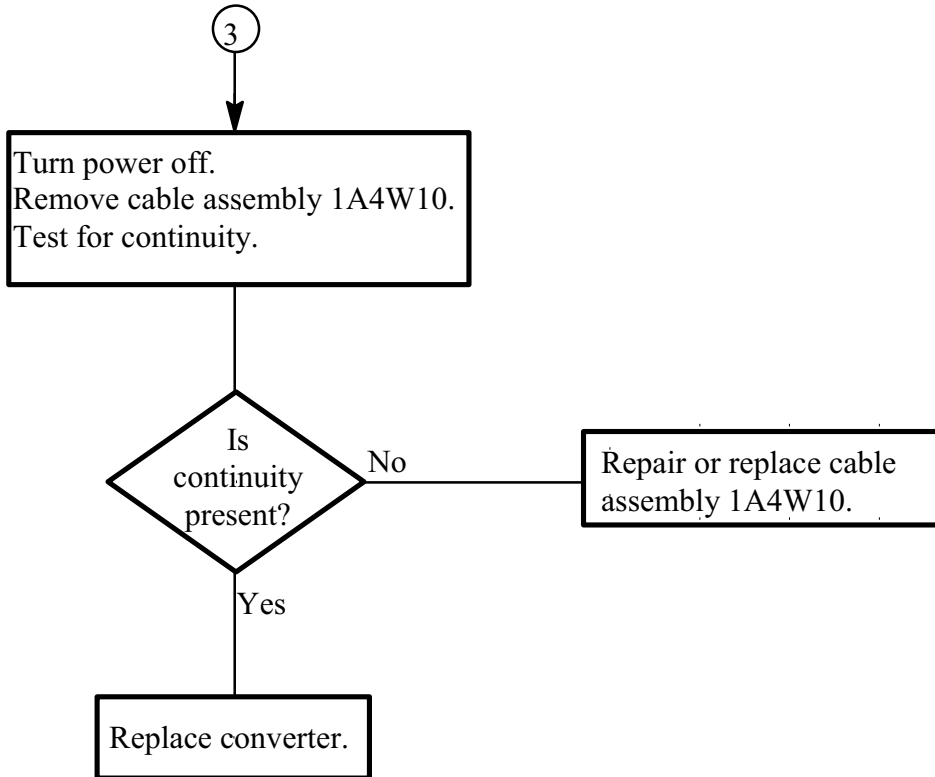 3
Turn power off.
Remove cable assembly 1A4W10.
Test for continuity.
Is
continuity
present?
No
Repair or replace cable
assembly 1A4W10.
Yes
Replace converter.